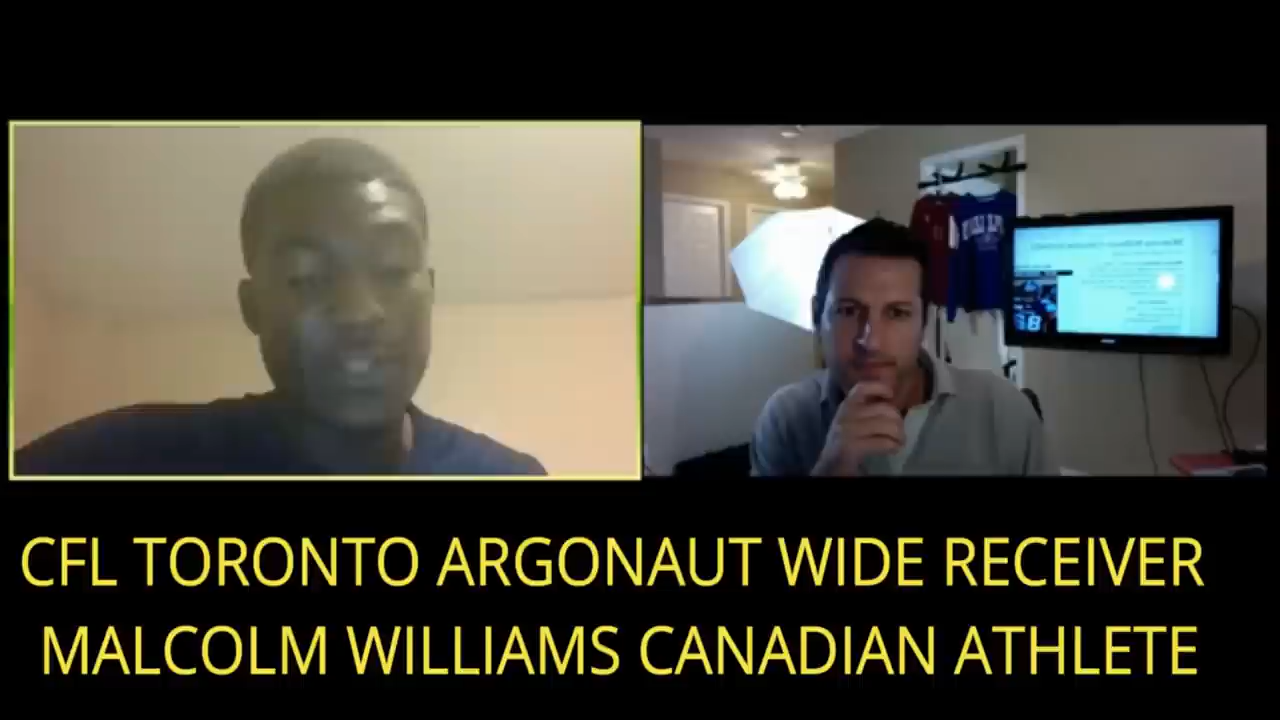 CFL TORONTO ARGONAUT WIDE RECEIVER
MALCOLM WILLIAMS CANADIAN ATHLETE